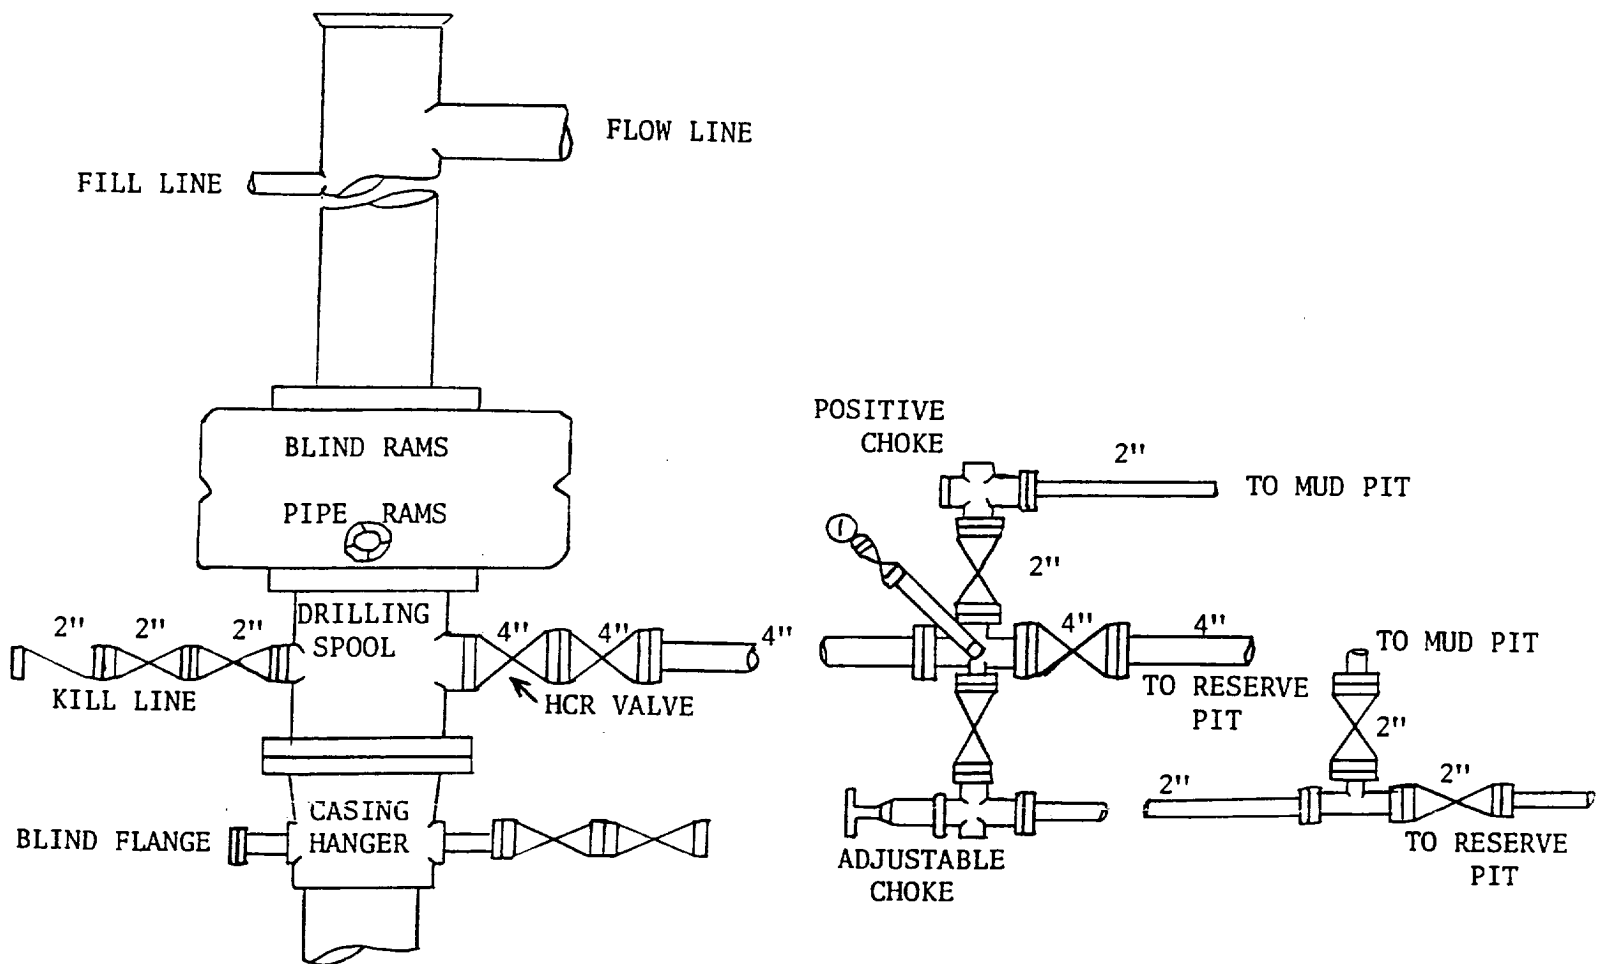 FLOW LINE
FILL LINE
BLIND RAMS
PIPE RAMS
DRILLING
SPOOL
2" 2" 2"
4" 4" 4"
KILL LINE
HCR VALVE
CASING
HANGER
BLIND FLANGE
POSITIVE
CHOKE
2"
TO MUD PIT
2"
4" 4"
TO RESERVE
PIT
ADJUSTABLE
CHOKE
TO MUD PIT
2"
2" 2"
TO RESERVE
PIT